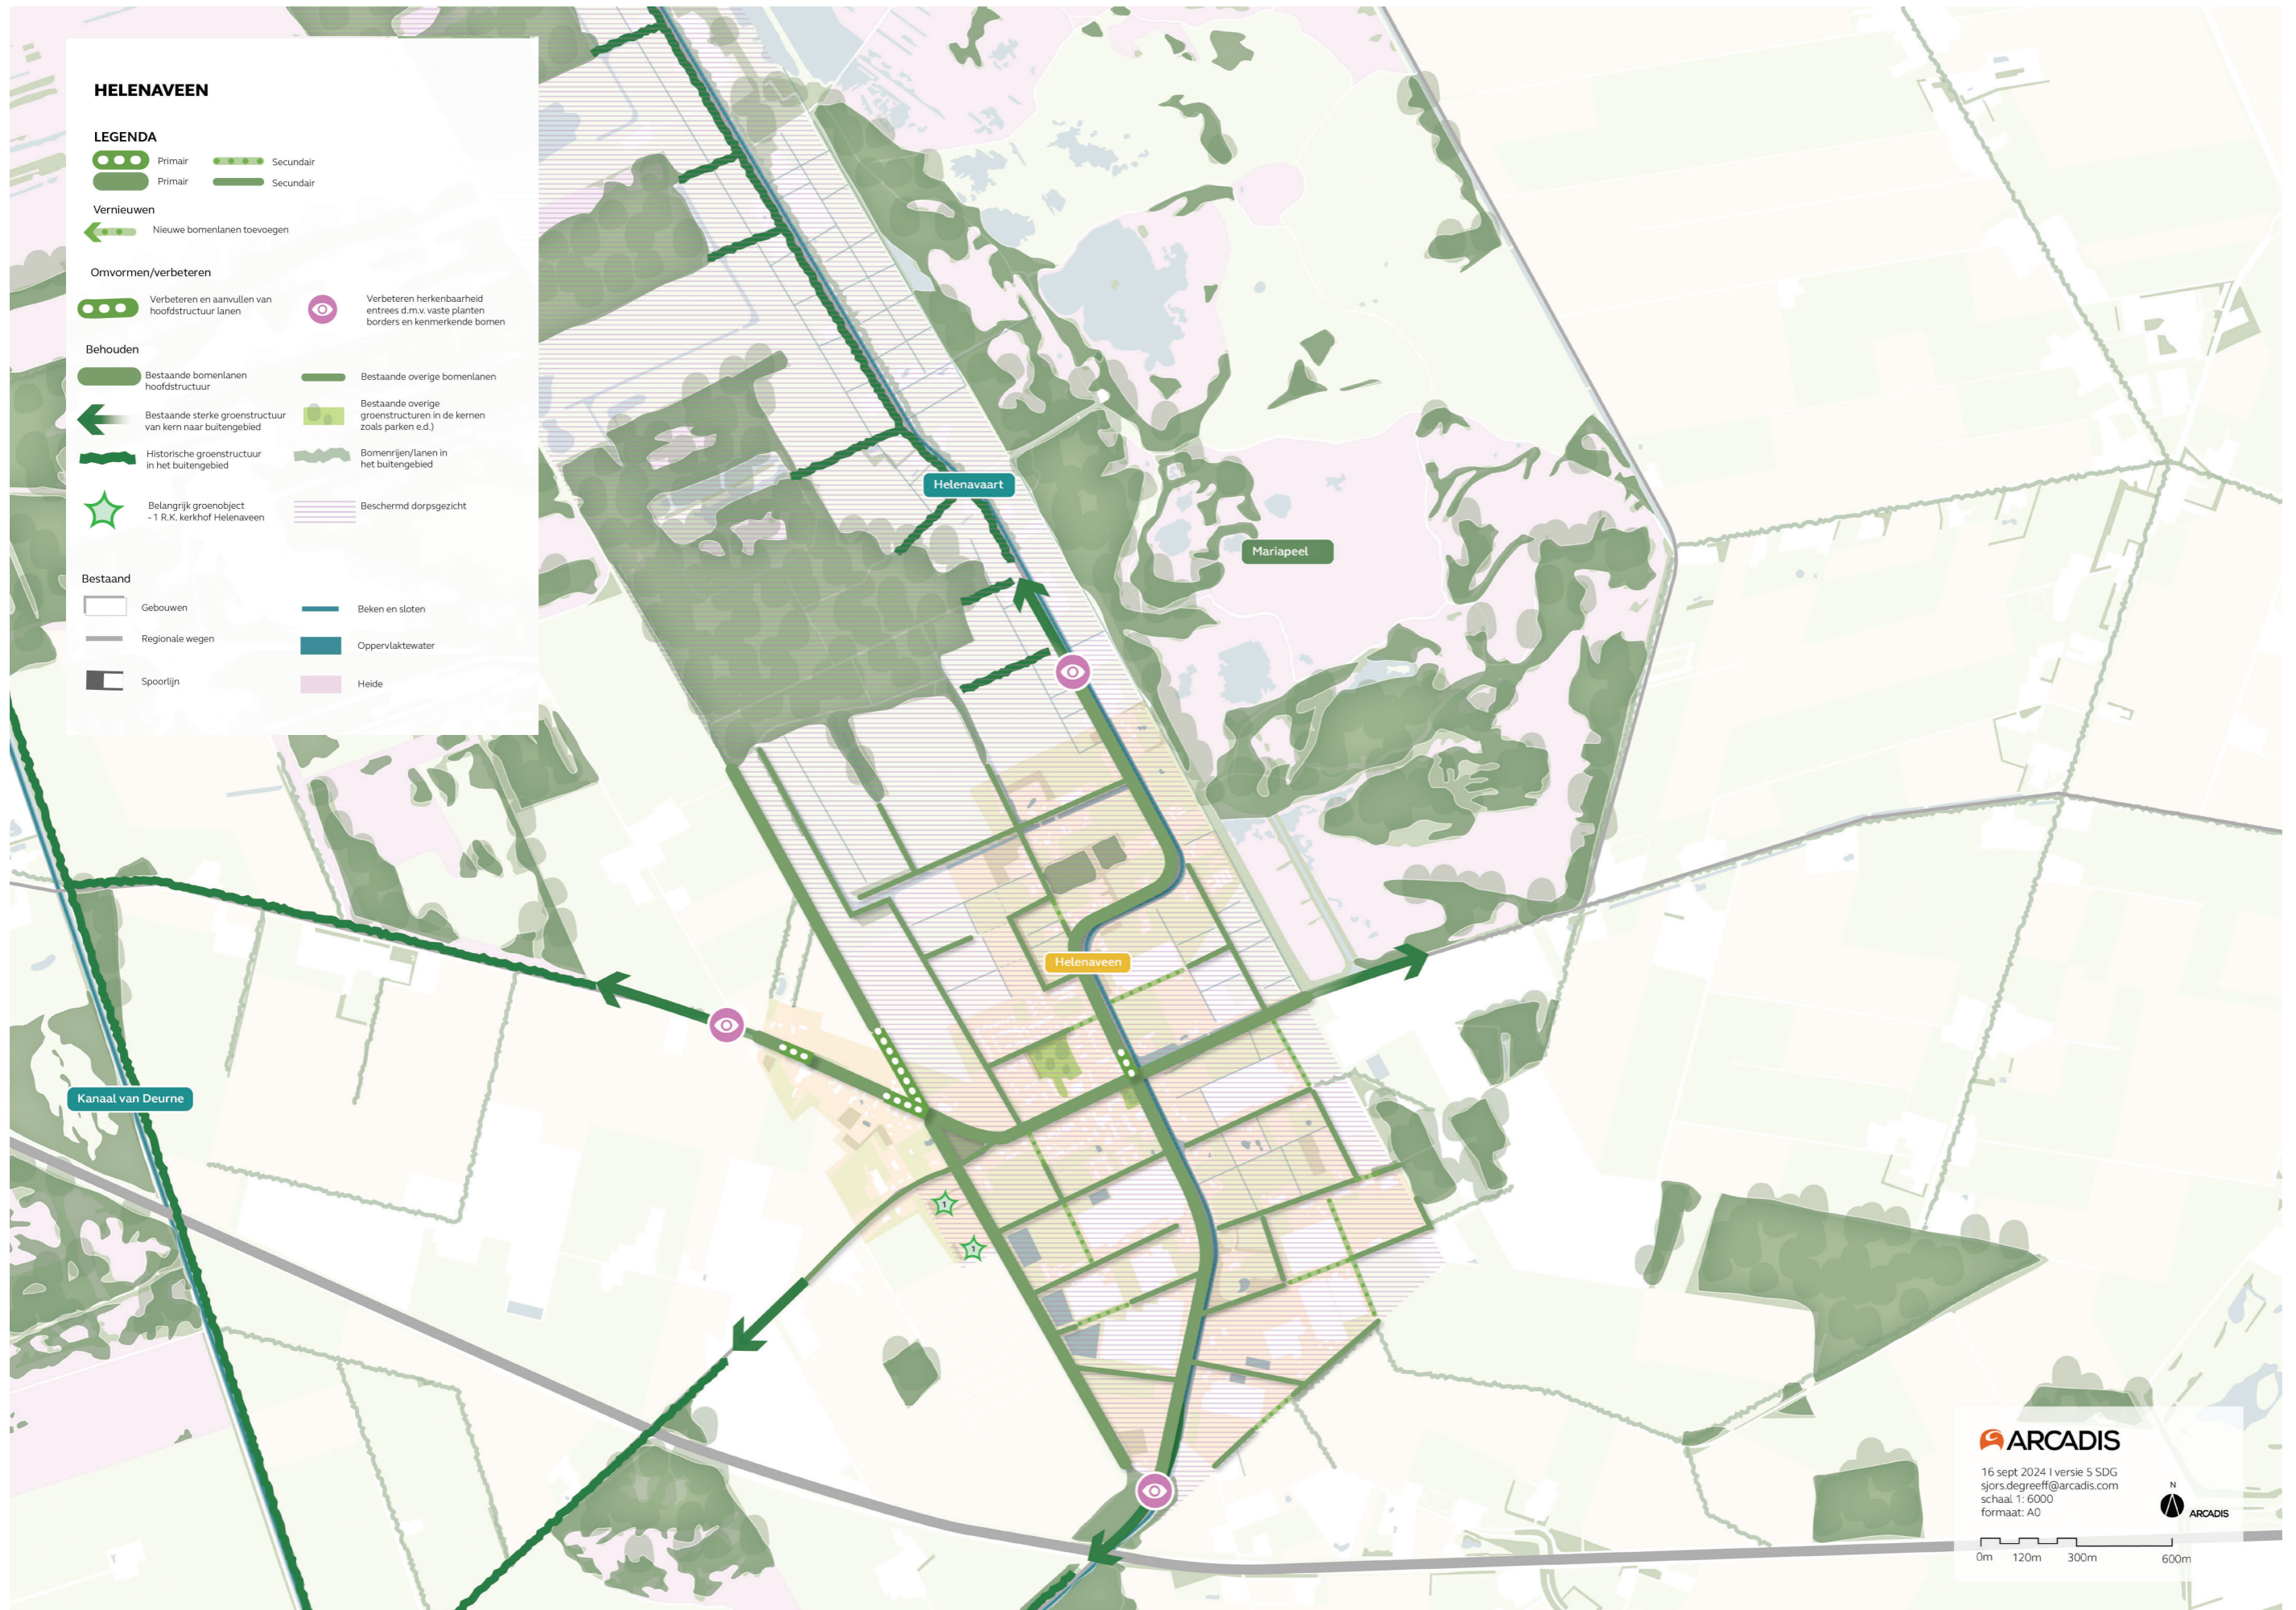 HELENAVEEN
LEGENDA
Primair
Secundair
Primair
Secundair
Vernieuwen
Nieuwe bomenlanen toevoegen
Omvormen/verbeteren
Verbeteren en aanvullen van
hoofdstructuur lanen
Verbeteren herkenbaarheid
entrees d.m.v. vaste planten
borders en kenmerkende bomen
Behouden
Bestaande bomenlanen
hoofdstructuur
Bestaande overige bomenlanen
Bestaande sterke groenstructuur
van kern naar buitengebied
Bestaande overige
groenstructuren in de kernen
zoals parken e.d.)
Historische groenstructuur
in het buitengebied
Bomenrijen/lanen in
het buitengebied
Belangrijk groenobject
- 1 R.K. kerkhof Helenaveen
Beschermd dorpsgezicht
Bestaand
Gebouwen
Beken en sloten
Regionale wegen
Oppervlaktewater
Spoorlijn
Heide
Helenavaart
Mariapeel
Helenaveen
Kanaal van Deurne
1
1
ARCADIS
16 sept 2024 I versie 5 SDG
sjors.degreeff@arcadis.com
schaal 1: 6000
formaat: A0
N
ARCADIS
0m 120m 300m 600m